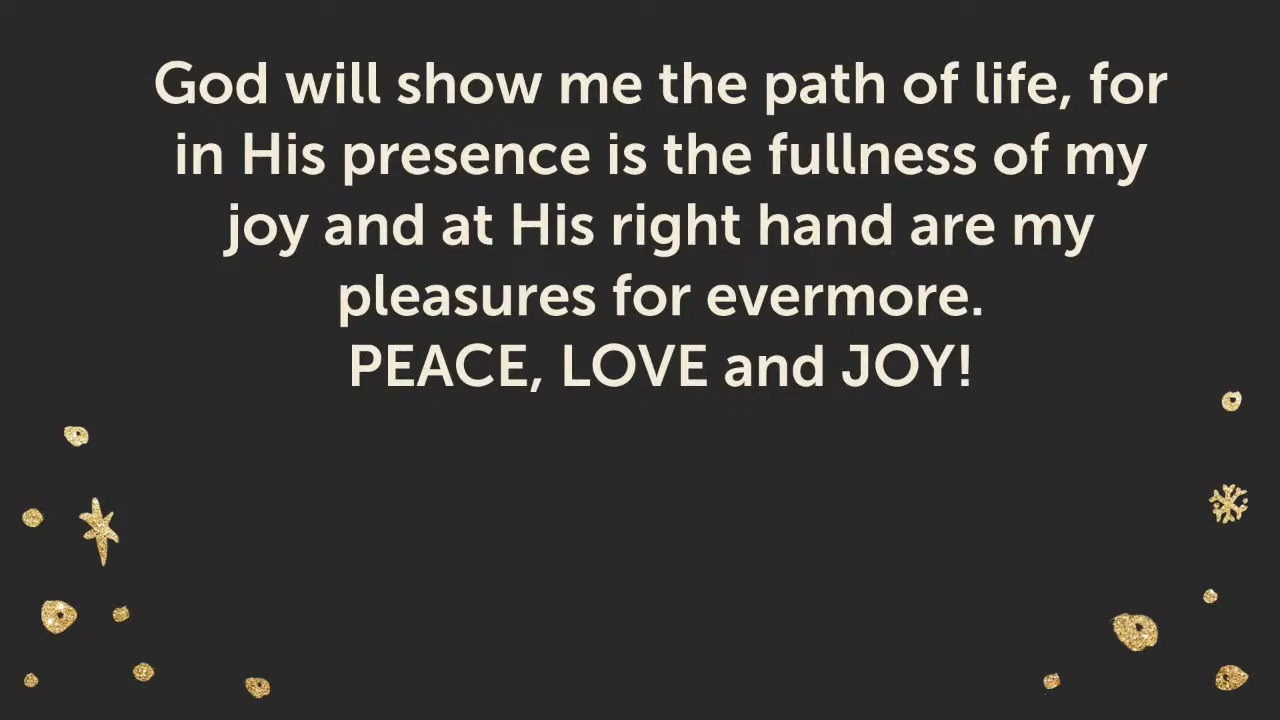 God will show me the path of life, for
in His presence is the fullness of my
joy and at His right hand are my
pleasures for evermore.
PEACE, LOVE and JOY!